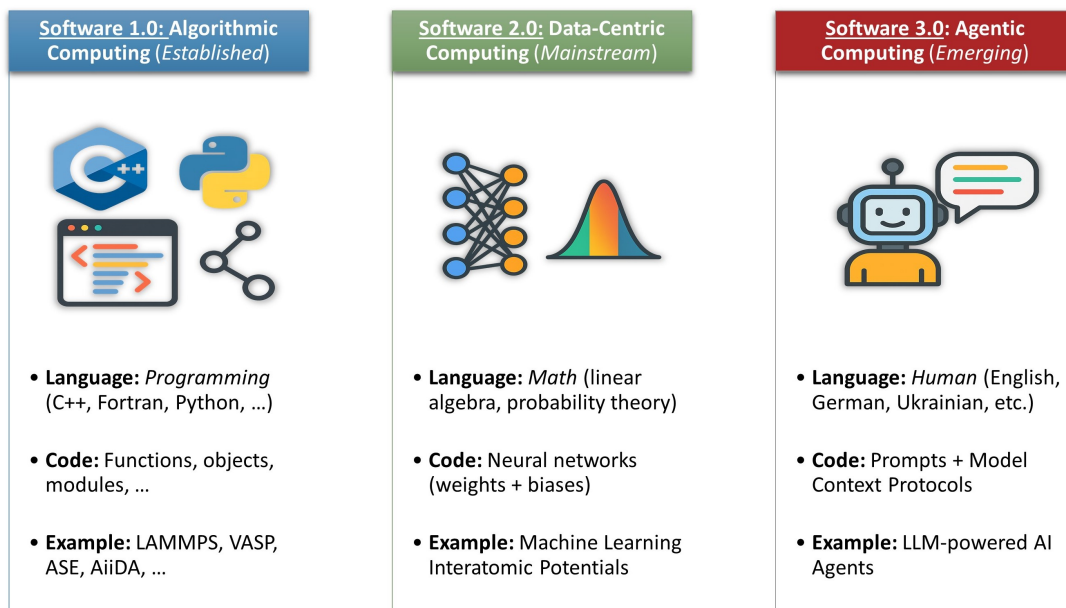 Software 1.0: Algorithmic
Computing (Established)
C++
• Language: Programming
(C++, Fortran, Python, …)
• Code: Functions, objects,
modules, …
• Example: LAMMPS, VASP,
ASE, AiiDA, …
Software 2.0: Data-Centric
Computing (Mainstream)
• Language: Math (linear
algebra, probability theory)
• Code: Neural networks
(weights + biases)
• Example: Machine Learning
Interatomic Potentials
Software 3.0: Agentic
Computing (Emerging)
• Language: Human (English,
German, Ukrainian, etc.)
• Code: Prompts + Model
Context Protocols
• Example: LLM-powered AI
Agents